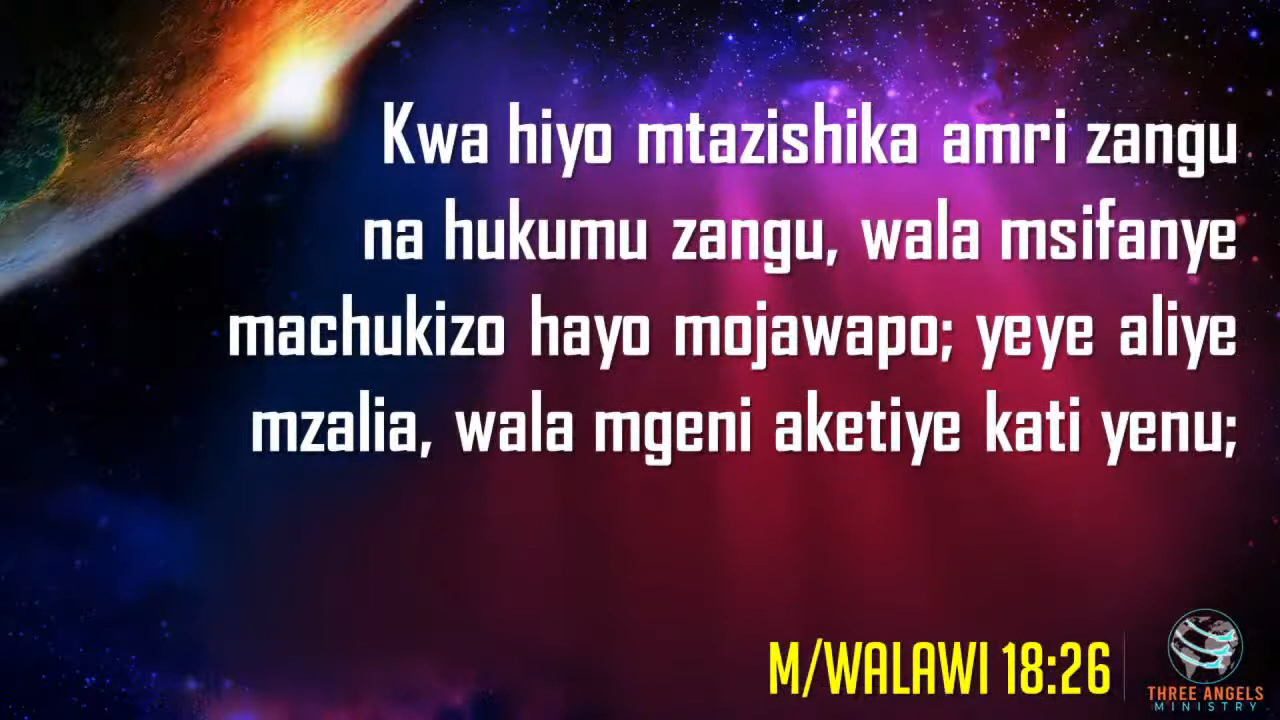 Kwa hiyo mtazishika amri zangu
na hukumu zangu, wala msifanye
machukizo hayo mojawapo; yeye aliye
mzalia, wala mgeni aketiye kati yenu;
M/WALAWI 18:26
THREE ANGELS
MINISTRY